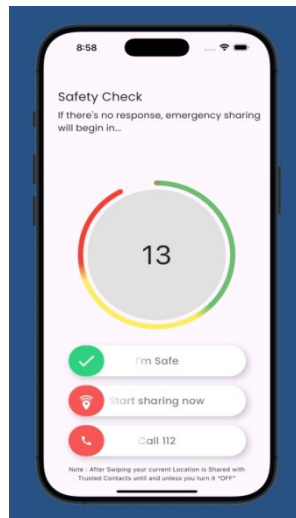 8:58
Safety Check
If there's no response, emergency sharing
will begin in...
13
I'm Safe
Start sharing now
Call 112
Note : After Swiping your current Location is Shared with
Trusted Contacts until and unless you turn it "OFF"